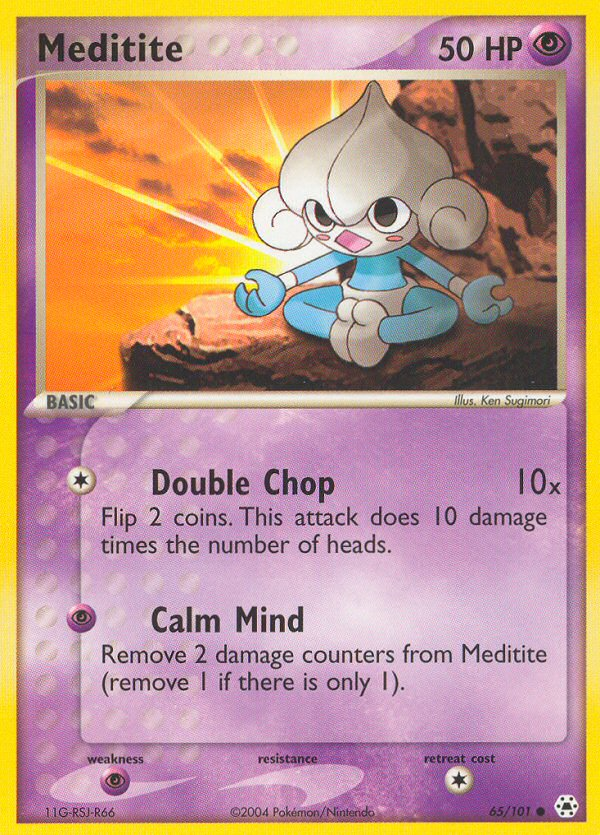 Meditite 50 HP
BASIC Illus. Ken Sugimori
Double Chop 10x
Flip 2 coins. This attack does 10 damage
times the number of heads.
Calm Mind
Remove 2 damage counters from Meditite
(remove 1 if there is only 1).
weakness resistance retreat cost
11G-RSJ-R66 ©2004 Pokémon/Nintendo 65/101